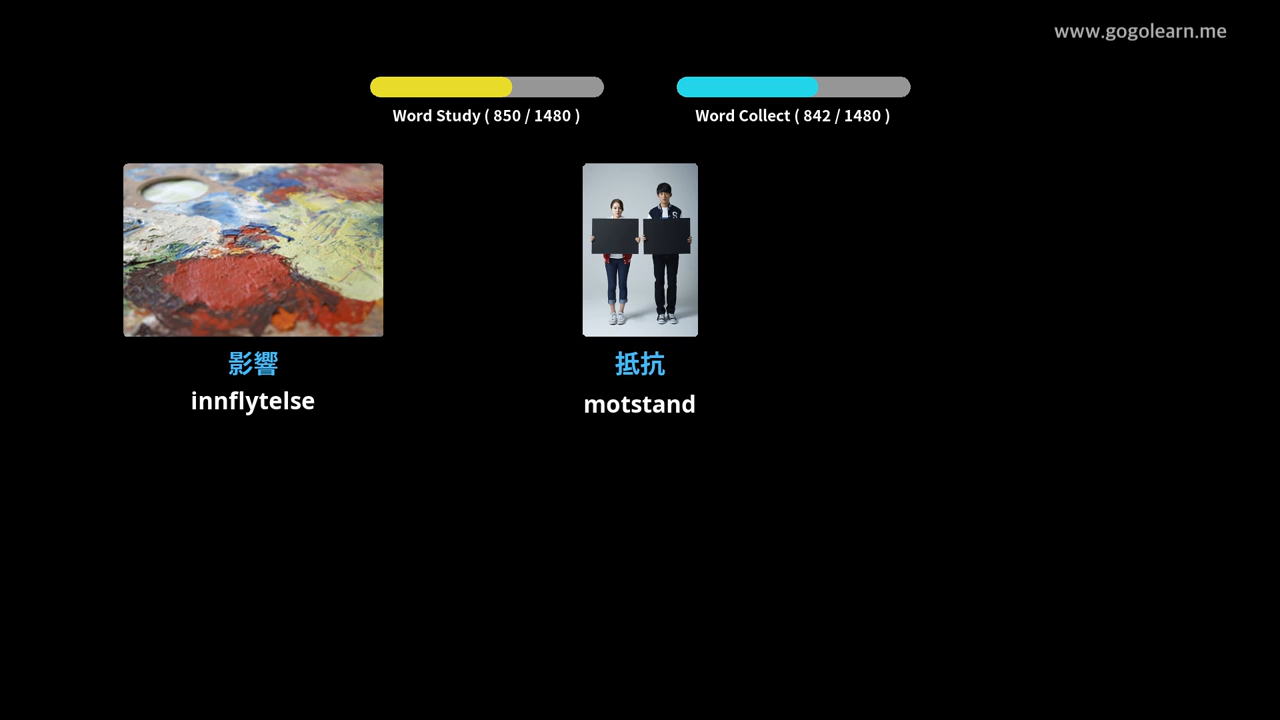 www.gogolearn.me
Word Study ( 850 / 1480 )
Word Collect ( 842 / 1480 )
影響
抵抗
innflytelse
motstand